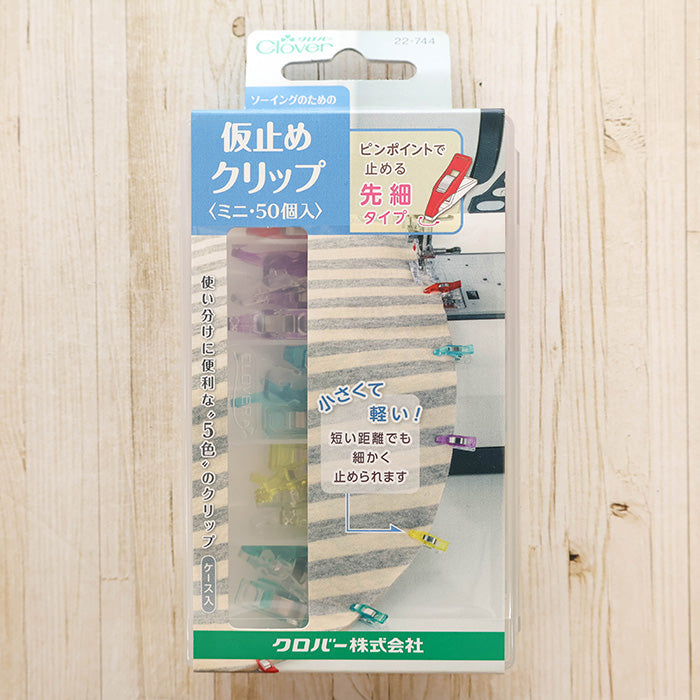 クロバー
Clover
22-744
ソーイングのための
仮止め
クリップ
〈ミニ・50個入〉
ピンポイントで
止める
先細
タイプ
使い分けに便利な〝5色〟のクリップ
ケース入
小さくて
軽い!
短い距離でも
細かく
止められます
クロバー株式会社